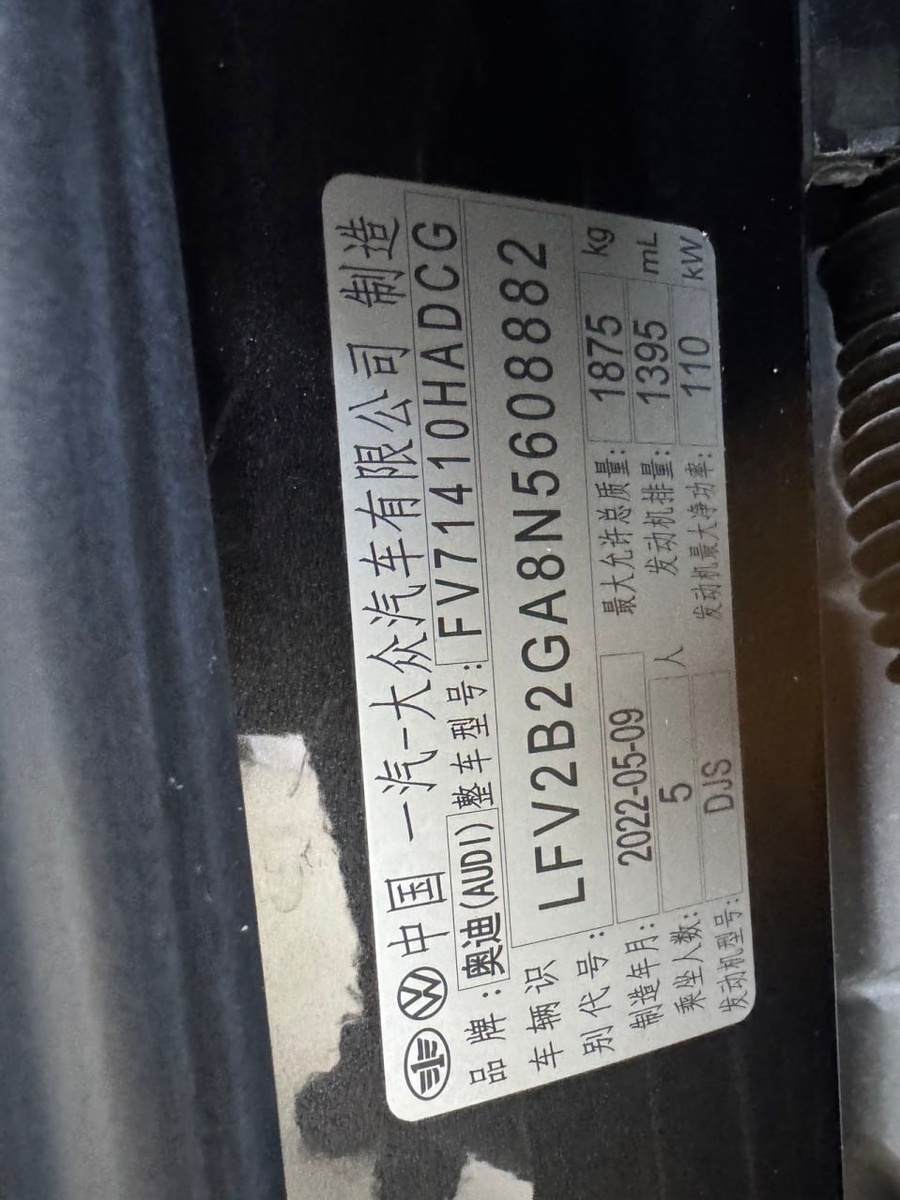 中国 一汽-大众汽车有限公司 制造
品牌: 奥迪(AUDI) 整车型号: FV71410HADCG
车辆识别代号: LFV2B2GA8N5608882
制造年月: 2022-05-09 最大允许总质量: 1875 kg
乘坐人数: 5 人 发动机排量: 1395 mL
发动机型号: DJS 发动机最大净功率: 110 kW